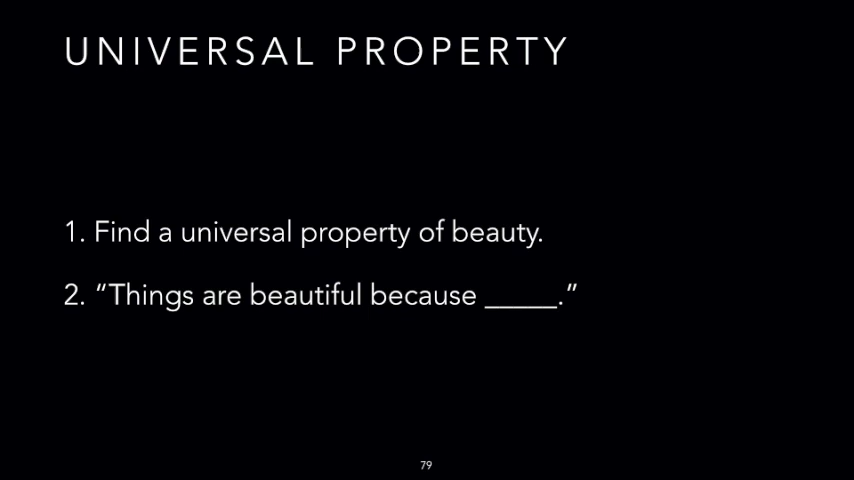 UNIVERSAL PROPERTY
1. Find a universal property of beauty.
2. “Things are beautiful because _____.”
79